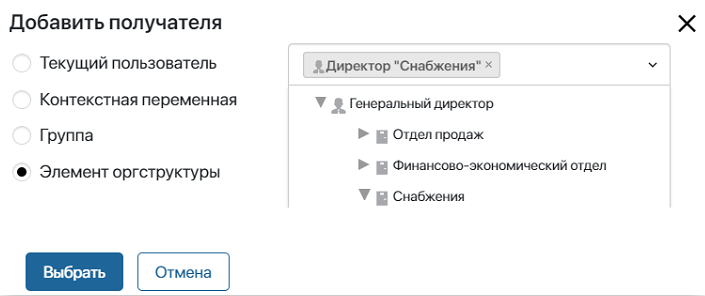 Добавить получателя
Текущий пользователь
Контекстная переменная
Группа
Элемент оргструктуры
Директор "Снабжения" ×
Генеральный директор
Отдел продаж
Финансово-экономический отдел
Снабжения
Выбрать
Отмена